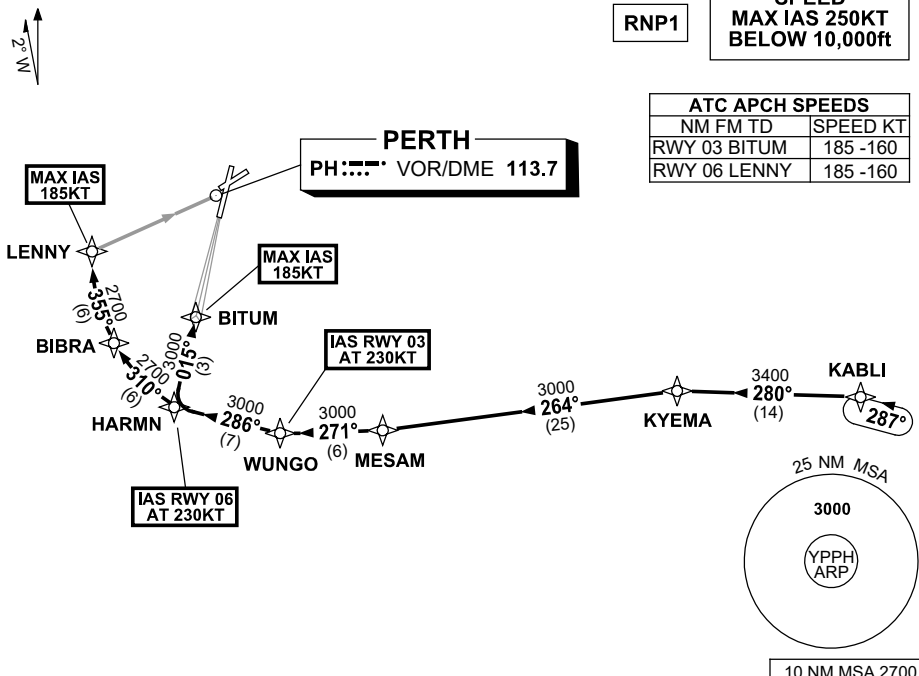 2° W
RNP1
SPEED
MAX IAS 250KT
BELOW 10,000ft
ATC APCH SPEEDS
NM FM TD SPEED KT
RWY 03 BITUM 185 -160
RWY 06 LENNY 185 -160
PERTH
PH VOR/DME 113.7
MAX IAS
185KT
LENNY
MAX IAS
185KT
2700
355°
(6)
BITUM
BIBRA
3000
015°
(3)
IAS RWY 03
AT 230KT
2700
310°
(6)
HARMN
3000
286°
(7)
WUNGO
3000
271°
(6)
MESAM
3000
264°
(25)
KYEMA
3400
280°
(14)
KABLI
287°
IAS RWY 06
AT 230KT
25 NM MSA
3000
YPPH
ARP
10 NM MSA 2700